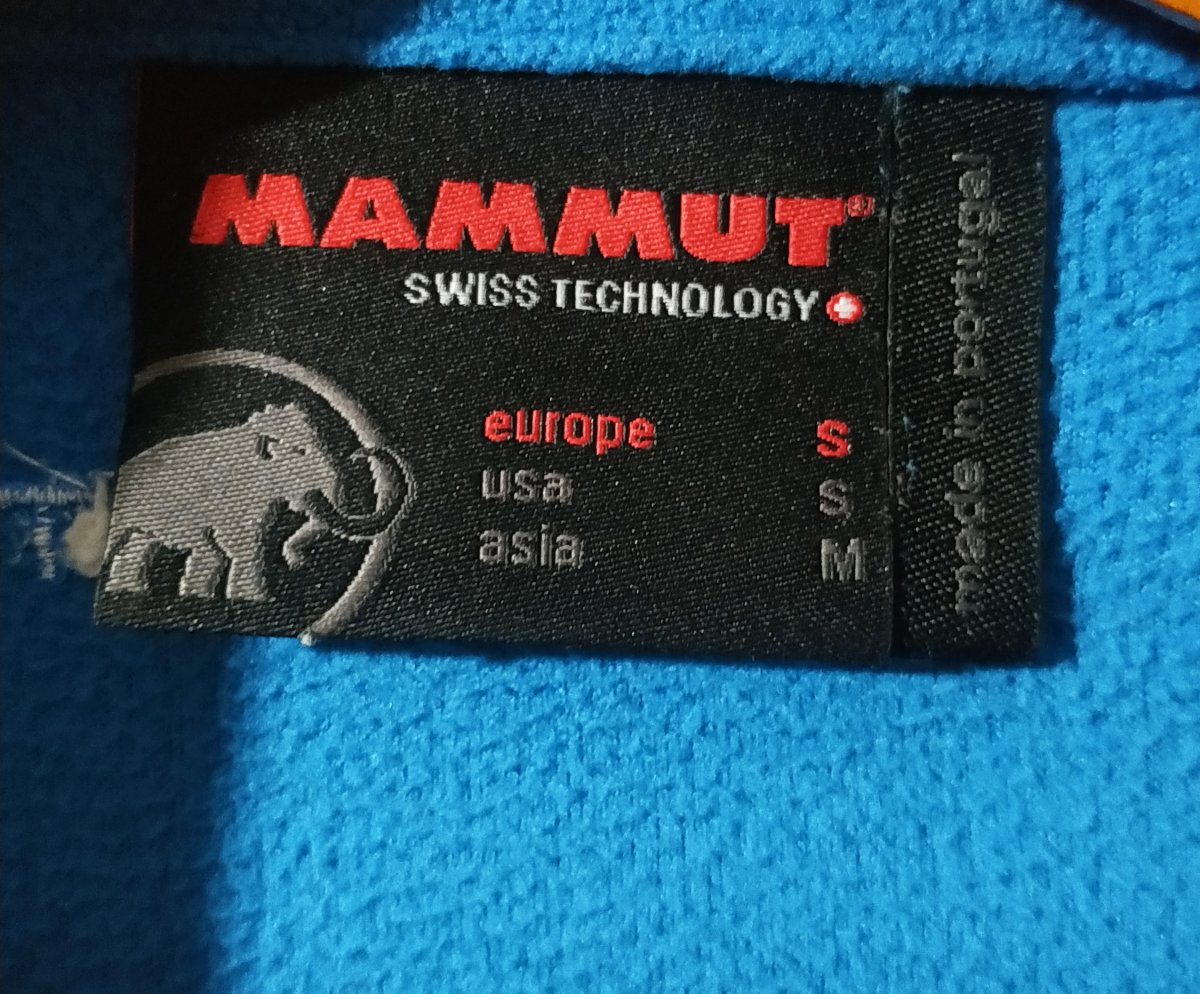 MAMMUT®
SWISS TECHNOLOGY
europe S
usa S
asia M
made in portugal